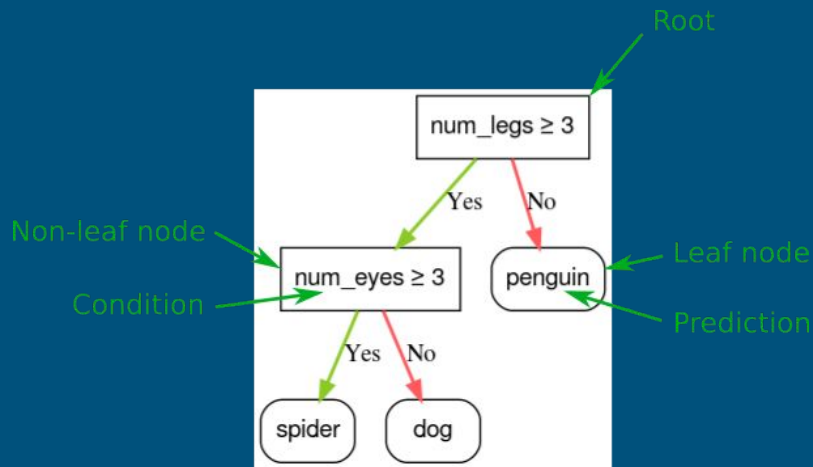 Root
num_legs ≥ 3
Yes
No
Non-leaf node
num_eyes ≥ 3
penguin
Leaf node
Condition
Prediction
Yes
No
spider
dog